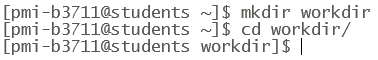 [pmi-b3711@students ~]$ mkdir workdir
[pmi-b3711@students ~]$ cd workdir/
[pmi-b3711@students workdir]$